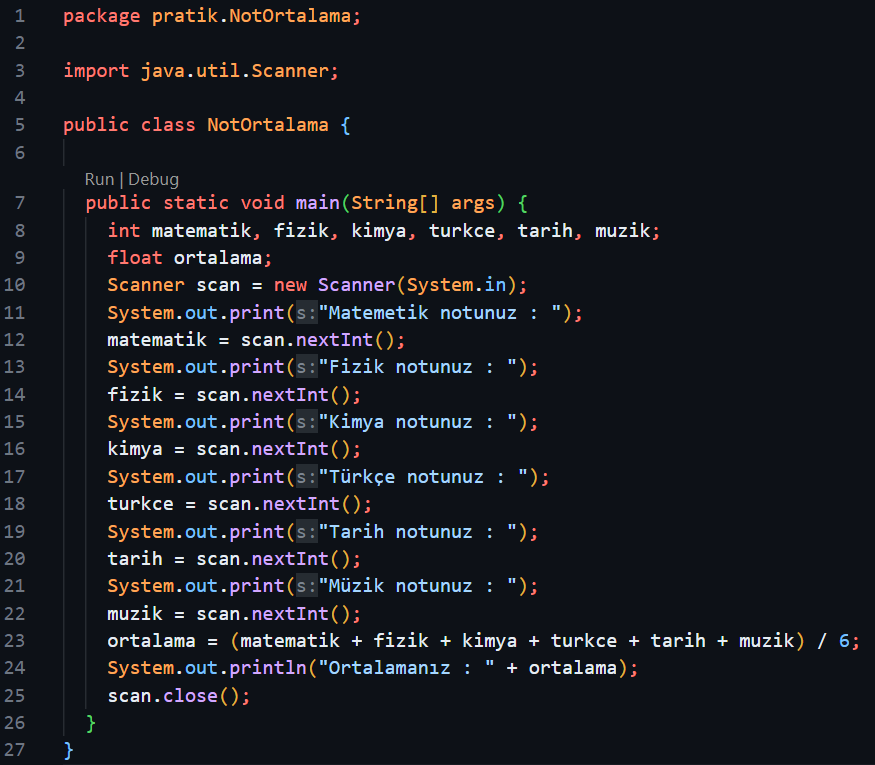 1 package pratik.NotOrtalama;
2
3 import java.util.Scanner;
4
5 public class NotOrtalama {
6
Run | Debug
7 public static void main(String[] args) {
8 int matematik, fizik, kimya, turkce, tarih, muzik;
9 float ortalama;
10 Scanner scan = new Scanner(System.in);
11 System.out.print(s:"Matemetik notunuz : ");
12 matematik = scan.nextInt();
13 System.out.print(s:"Fizik notunuz : ");
14 fizik = scan.nextInt();
15 System.out.print(s:"Kimya notunuz : ");
16 kimya = scan.nextInt();
17 System.out.print(s:"Türkçe notunuz : ");
18 turkce = scan.nextInt();
19 System.out.print(s:"Tarih notunuz : ");
20 tarih = scan.nextInt();
21 System.out.print(s:"Müzik notunuz : ");
22 muzik = scan.nextInt();
23 ortalama = (matematik + fizik + kimya + turkce + tarih + muzik) / 6;
24 System.out.println("Ortalamanız : " + ortalama);
25 scan.close();
26 }
27 }